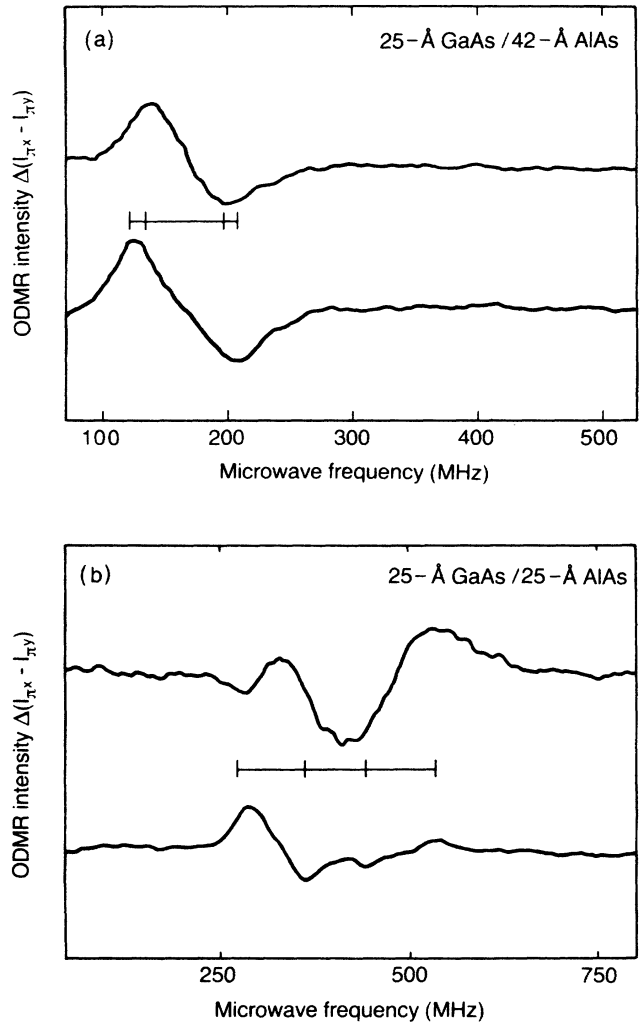 (a) 25-Å GaAs / 42-Å AlAs
ODMR intensity Δ(Iπx - Iπy)
100 200 300 400 500
Microwave frequency (MHz)
(b) 25-Å GaAs / 25-Å AlAs
ODMR intensity Δ(Iπx - Iπy)
250 500 750
Microwave frequency (MHz)